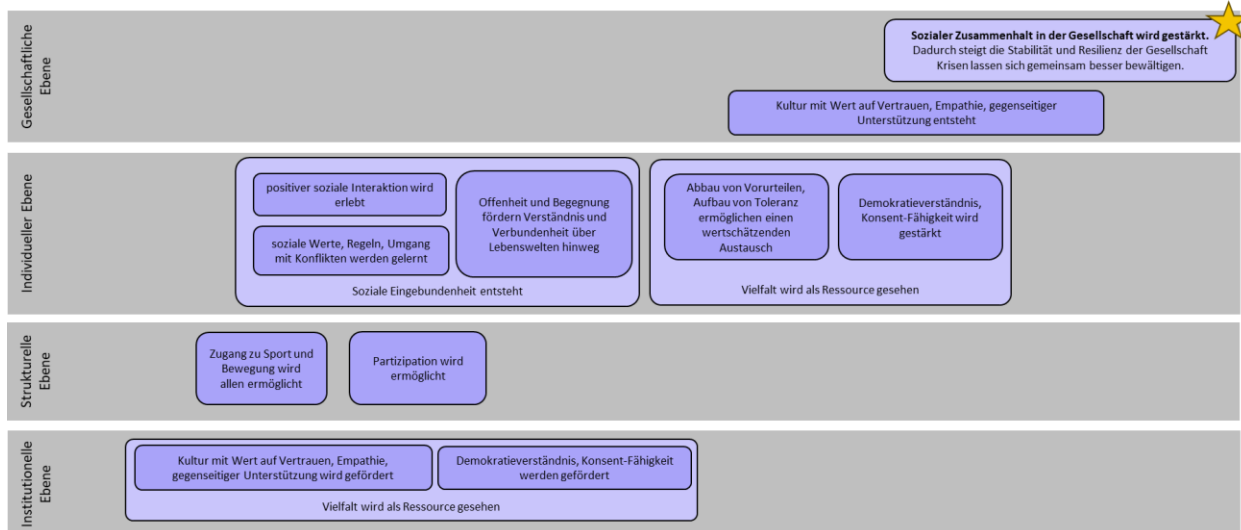 Gesellschaftliche
Ebene
Sozialer Zusammenhalt in der Gesellschaft wird gestärkt.
Dadurch steigt die Stabilität und Resilienz der Gesellschaft
Krisen lassen sich gemeinsam besser bewältigen.
Kultur mit Wert auf Vertrauen, Empathie, gegenseitiger
Unterstützung entsteht
Individueller Ebene
positiver soziale Interaktion wird
erlebt
soziale Werte, Regeln, Umgang
mit Konflikten werden gelernt
Offenheit und Begegnung
fördern Verständnis und
Verbundenheit über
Lebenswelten hinweg
Soziale Eingebundenheit entsteht
Abbau von Vorurteilen,
Aufbau von Toleranz
ermöglichen einen
wertschätzenden
Austausch
Demokratieverständnis,
Konsent-Fähigkeit wird
gestärkt
Vielfalt wird als Ressource gesehen
Strukturelle
Ebene
Zugang zu Sport und
Bewegung wird
allen ermöglicht
Partizipation wird
ermöglicht
Institutionelle
Ebene
Kultur mit Wert auf Vertrauen, Empathie,
gegenseitiger Unterstützung wird gefördert
Demokratieverständnis, Konsent-Fähigkeit
werden gefördert
Vielfalt wird als Ressource gesehen